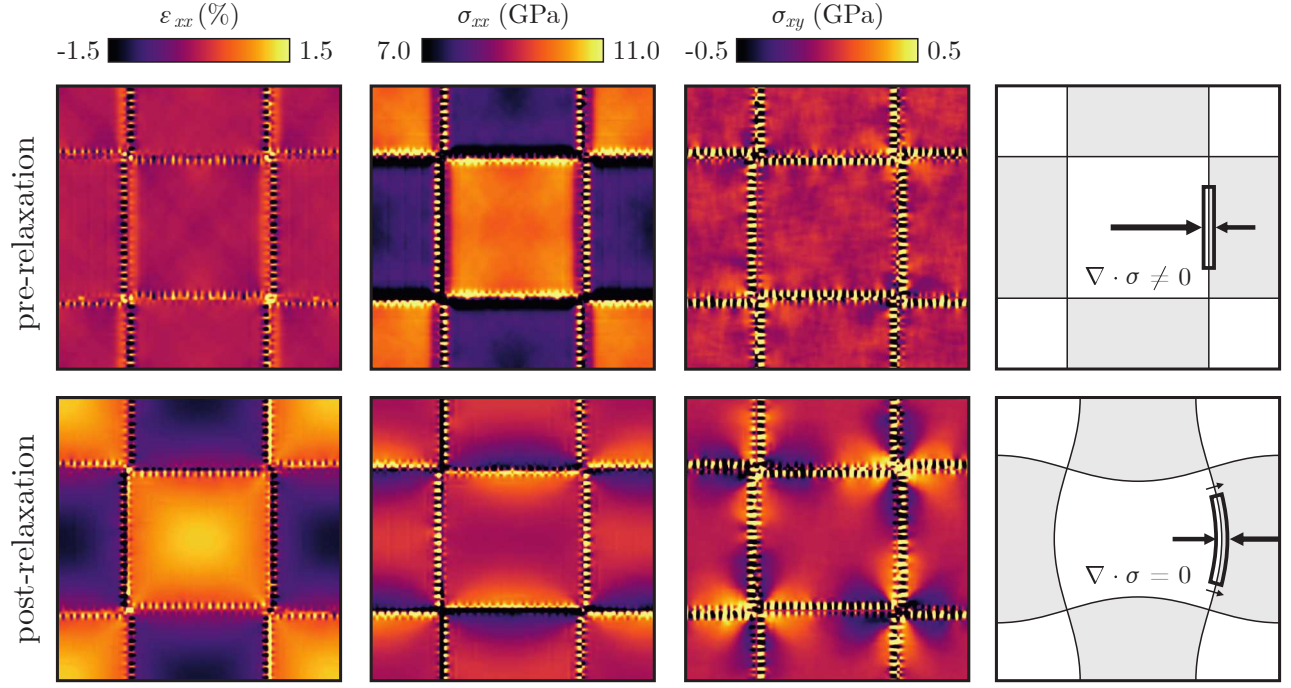 ε xx (%)
σxx (GPa)
σxy (GPa)
-1.5
1.5
7.0
11.0
-0.5
0.5
pre-relaxation
∇ · σ ≠ 0
post-relaxation
∇ · σ = 0